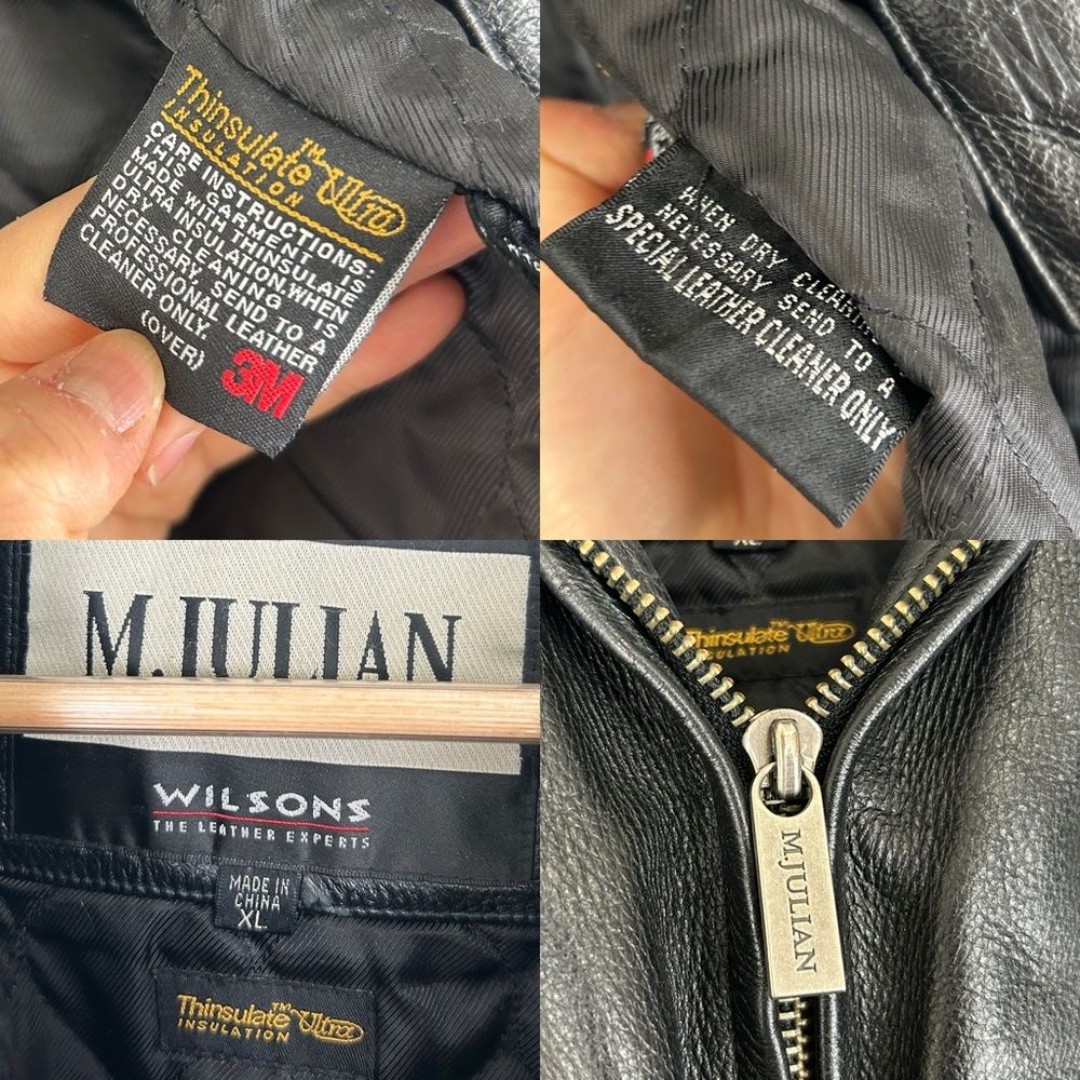 Thinsulate™ Ultra
INSULATION
CARE INSTRUCTIONS:
THIS GARMENT IS
MADE WITH THINSULATE
ULTRA INSULATION. WHEN
DRY CLEANING IS
NECESSARY, SEND TO A
PROFESSIONAL LEATHER
CLEANER ONLY.
(OVER)
3M
WHEN DRY
NECESSARY SEND TO A
SPECIAL LEATHER CLEANER ONLY
M.JULIAN
WILSONS
THE LEATHER EXPERTS
MADE IN
CHINA
XL
Thinsulate™ Ultra
INSULATION
XL
Thinsulate™ Ultra
INSULATION
M.JULIAN